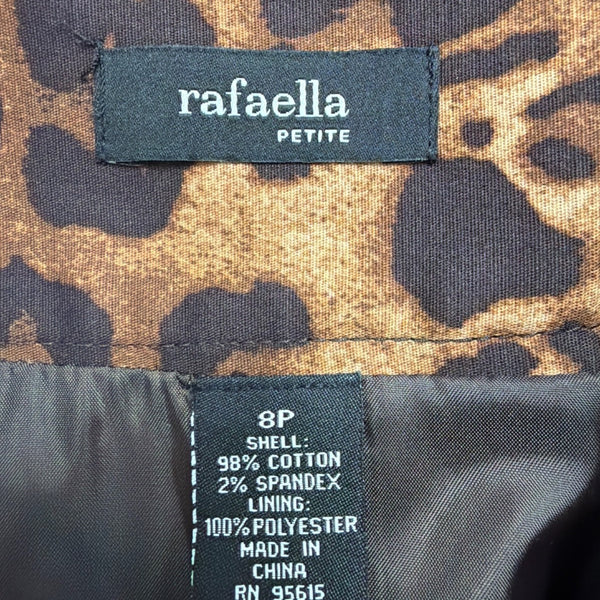 rafaella
PETITE
8P
SHELL:
98% COTTON
2% SPANDEX
LINING:
100% POLYESTER
MADE IN
CHINA
RN 95615